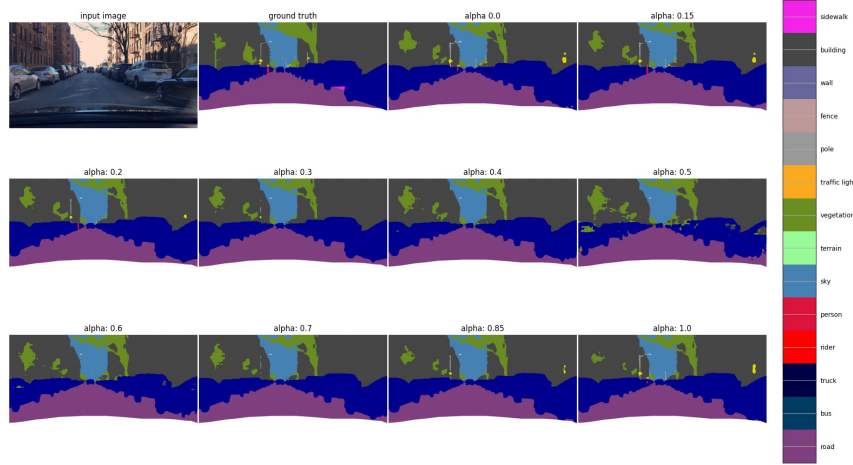 input image
ground truth
alpha 0.0
alpha: 0.15
alpha: 0.2
alpha: 0.3
alpha: 0.4
alpha: 0.5
alpha: 0.6
alpha: 0.7
alpha: 0.85
alpha: 1.0
sidewalk
building
wall
fence
pole
traffic ligh
vegetation
terrain
sky
person
rider
truck
bus
road